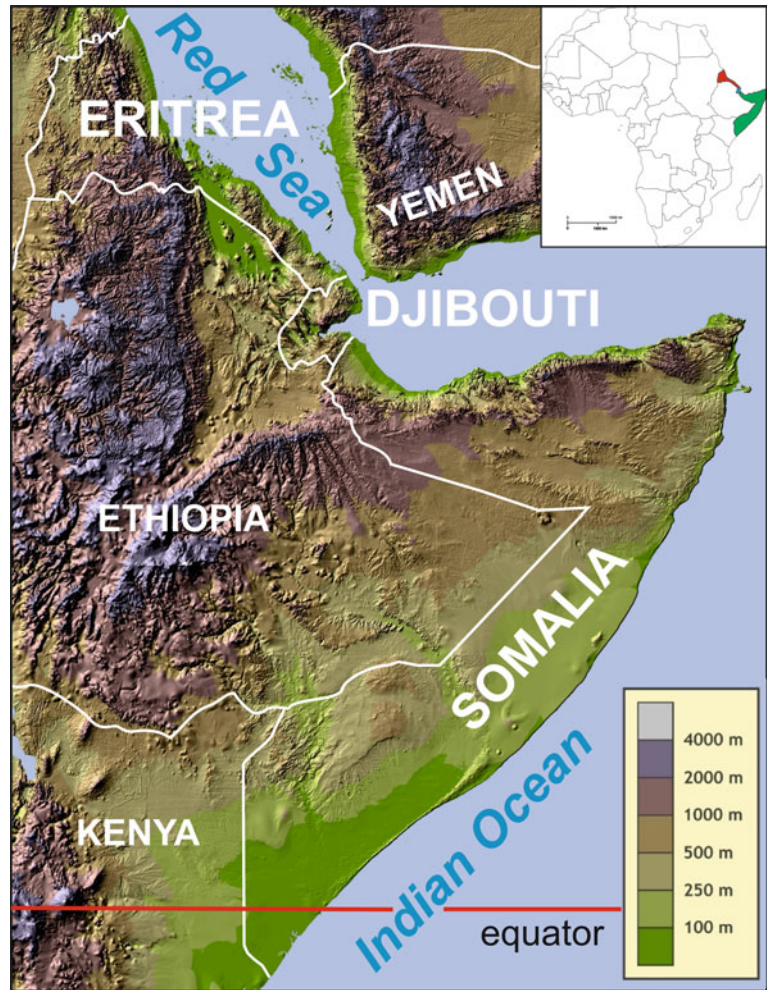 Red
Sea
ERITREA
YEMEN
DJIBOUTI
ETHIOPIA
SOMALIA
Indian Ocean
KENYA
equator
4000 m
2000 m
1000 m
500 m
250 m
100 m